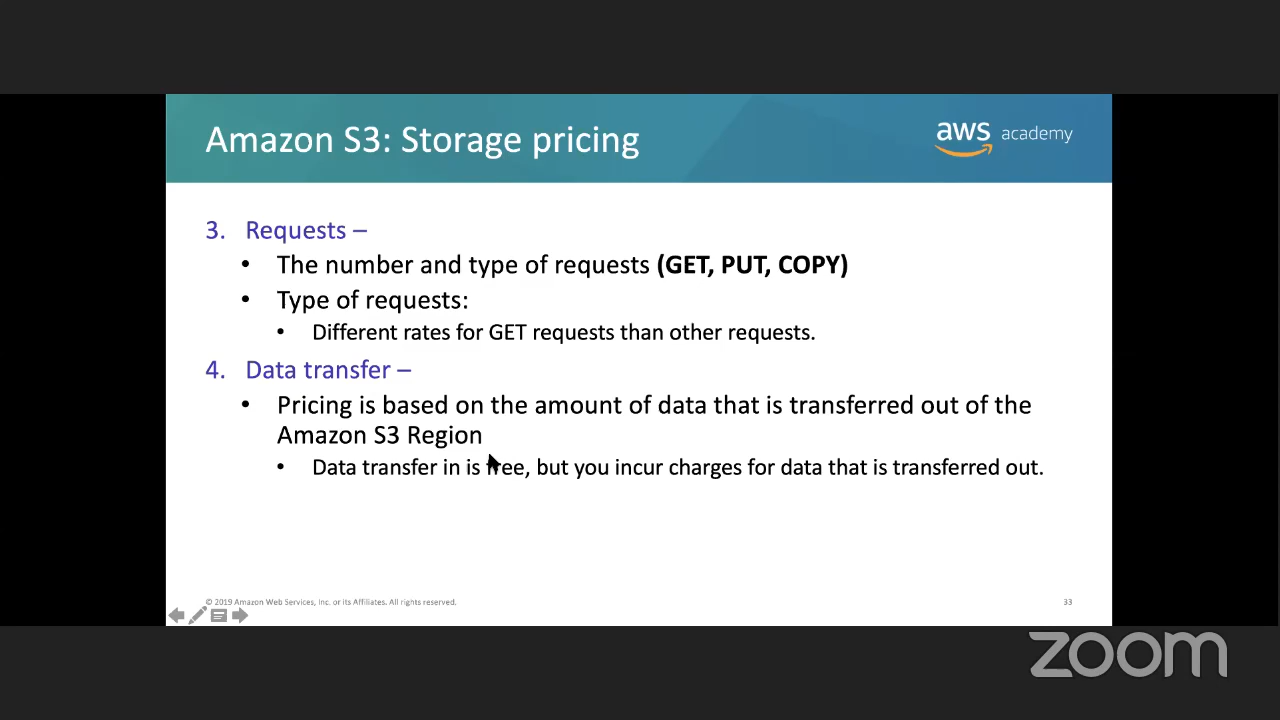 Amazon S3: Storage pricing
aws academy
3. Requests –
• The number and type of requests (GET, PUT, COPY)
• Type of requests:
• Different rates for GET requests than other requests.
4. Data transfer –
• Pricing is based on the amount of data that is transferred out of the
Amazon S3 Region
• Data transfer in is free, but you incur charges for data that is transferred out.
© 2019 Amazon Web Services, Inc. or its Affiliates. All rights reserved.
33
zoom